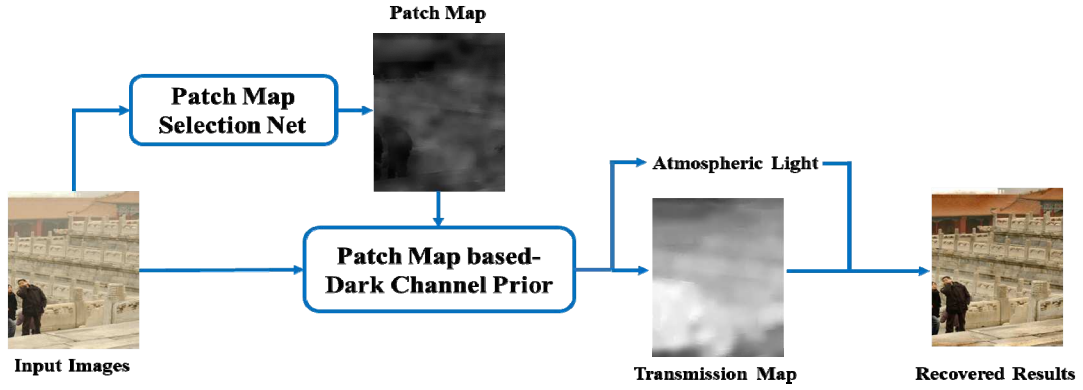 Patch Map
Patch Map
Selection Net
Atmospheric Light
Patch Map based-
Dark Channel Prior
Input Images
Transmission Map
Recovered Results